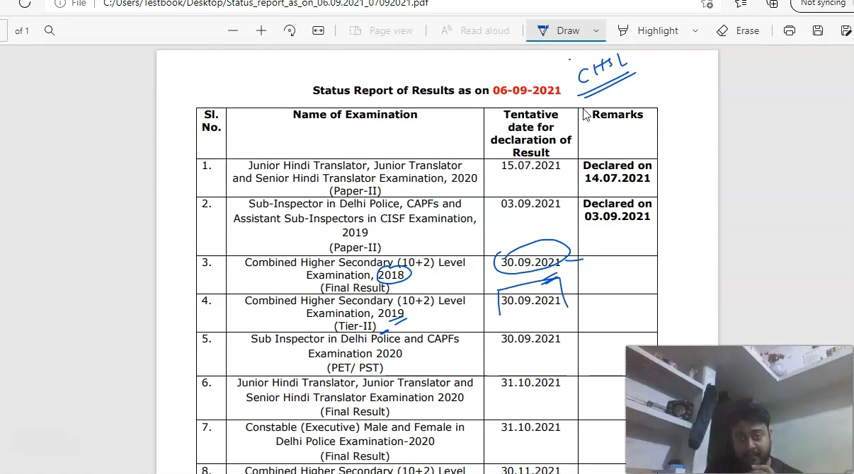 File
C:/Users/Testbook/Desktop/Status_report_as_on_06.09.2021_07092021.pdf
Not syncing
of 1
Page view
Read aloud
Draw
Highlight
Erase
CHSL
Status Report of Results as on 06-09-2021
Sl. No.
Name of Examination
Tentative date for declaration of Result
Remarks
1.
Junior Hindi Translator, Junior Translator
and Senior Hindi Translator Examination, 2020
(Paper-II)
15.07.2021
Declared on
14.07.2021
2.
Sub-Inspector in Delhi Police, CAPFs and
Assistant Sub-Inspectors in CISF Examination,
2019
(Paper-II)
03.09.2021
Declared on
03.09.2021
3.
Combined Higher Secondary (10+2) Level
Examination, 2018
(Final Result)
30.09.2021
4.
Combined Higher Secondary (10+2) Level
Examination, 2019
(Tier-II)
30.09.2021
5.
Sub Inspector in Delhi Police and CAPFs
Examination 2020
(PET/ PST)
30.09.2021
6.
Junior Hindi Translator, Junior Translator and
Senior Hindi Translator Examination 2020
(Final Result)
31.10.2021
7.
Constable (Executive) Male and Female in
Delhi Police Examination-2020
(Final Result)
31.10.2021
8.
Combined Higher Secondary (10+2) Level
30.11.2021